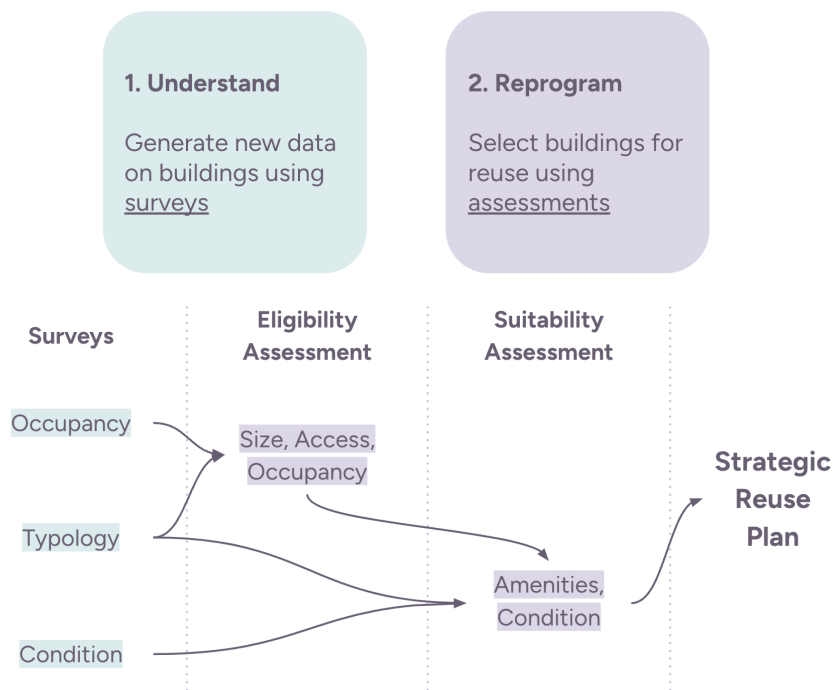 1. Understand
Generate new data
on buildings using
surveys
2. Reprogram
Select buildings for
reuse using
assessments
Surveys
Eligibility
Assessment
Suitability
Assessment
Occupancy
Typology
Condition
Size, Access,
Occupancy
Amenities,
Condition
Strategic
Reuse
Plan